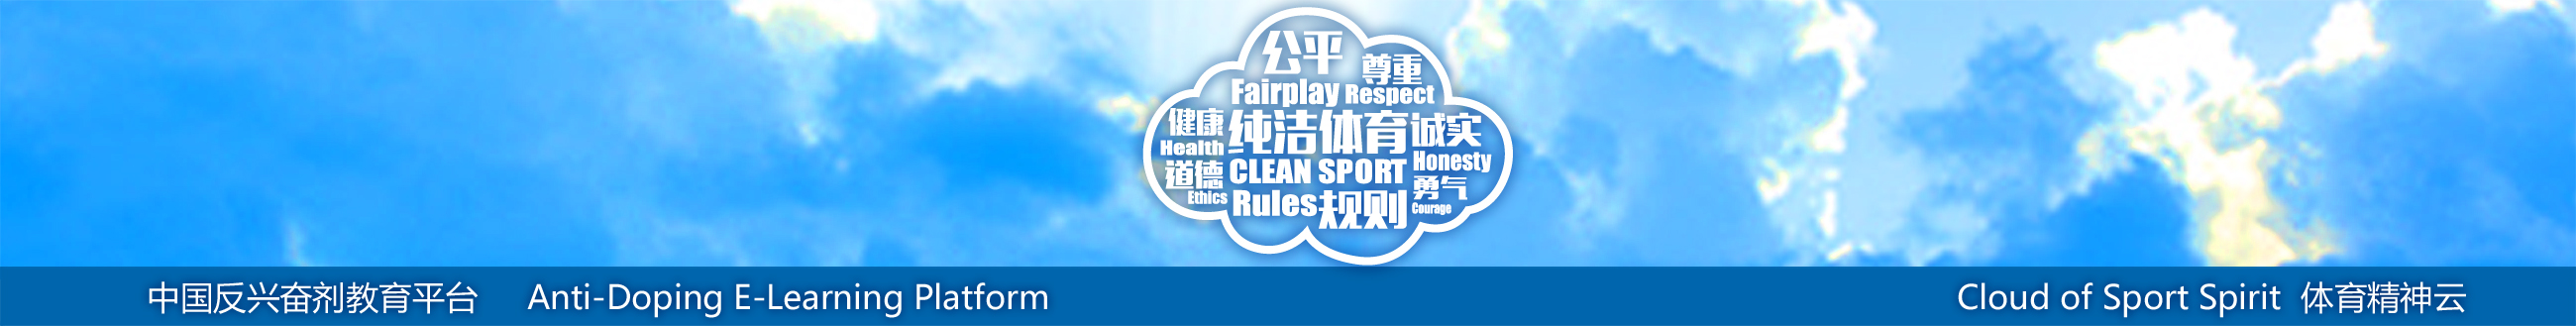 公平
尊重
Fairplay Respect
健康 纯洁体育 诚实
Health CLEAN SPORT Honesty
道德 勇气
Ethics Rules规则 Courage
中国反兴奋剂教育平台 Anti-Doping E-Learning Platform Cloud of Sport Spirit 体育精神云